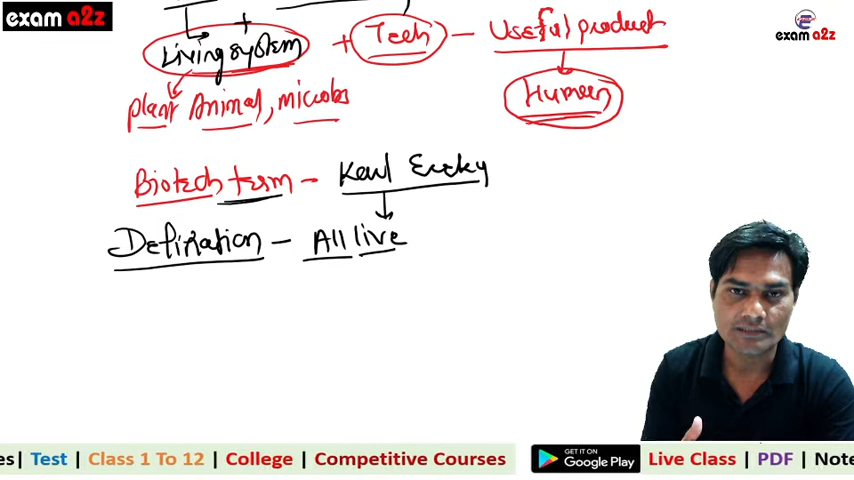 exam a2z
exam a2z
+
Living system + Tech — Useful product
Plant Animal, microbs
Human
Biotech term — Karl Ereky
Defination — All live
es| Test | Class 1 To 12 | College | Competitive Courses
GET IT ON
Google Play
Live Class | PDF | Note